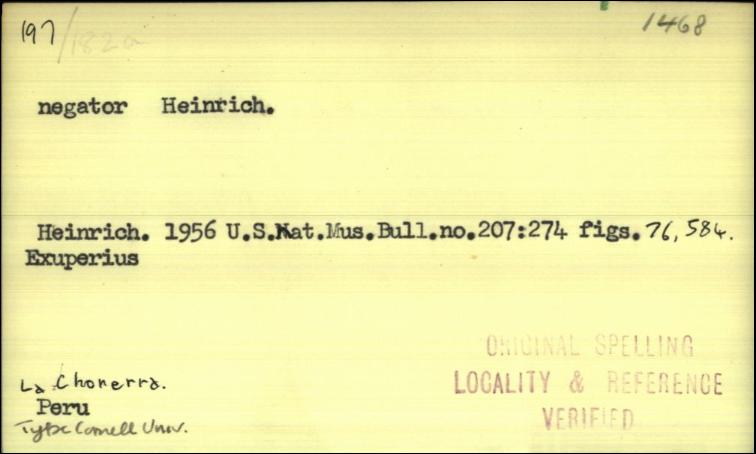 197/182a 1468
negator Heinrich.
Heinrich. 1956 U.S.Nat.Mus.Bull.no.207:274 figs. 76, 584.
Exuperius
ORIGINAL SPELLING
La Chonerra. LOCALITY & REFERENCE
Peru VERIFIED
Type Cornell Univ.